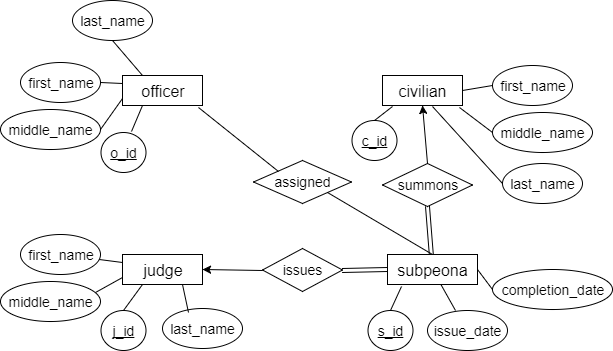 last_name
first_name
officer
civilian
first_name
middle_name
o_id
c_id
middle_name
assigned
summons
last_name
first_name
judge
issues
subpeona
middle_name
completion_date
j_id
last_name
s_id
issue_date